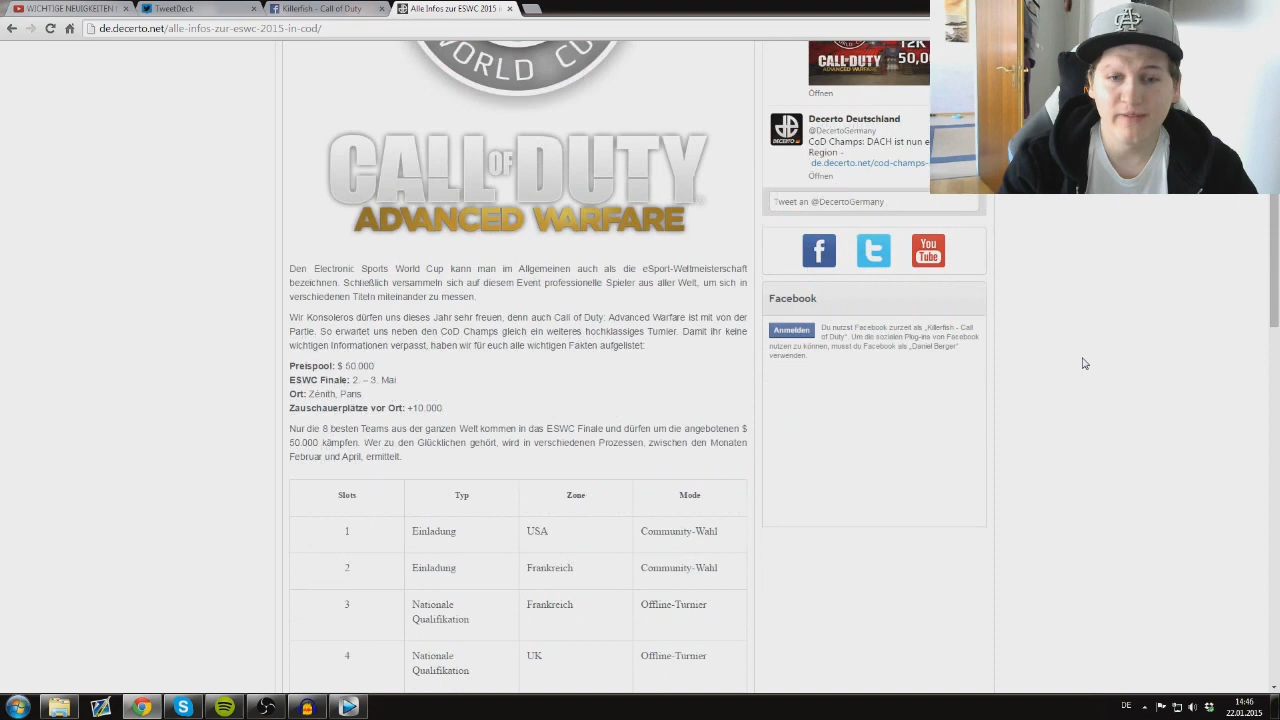 WICHTIGE NEUIGKEITEN
TweetDeck
Killerfish - Call of Duty
Alle Infos zur ESWC 2015 in
de.decerto.net/alle-infos-zur-eswc-2015-in-cod/
WORLD CUP
CALL OF DUTY
ADVANCED WARFARE
Den Electronic Sports World Cup kann man im Allgemeinen auch als die eSport-Weltmeisterschaft
bezeichnen. Schließlich versammeln sich auf diesem Event professionelle Spieler aus aller Welt, um sich in
verschiedenen Titeln miteinander zu messen.
Wir Konsoleros dürfen uns dieses Jahr sehr freuen, denn auch Call of Duty: Advanced Warfare ist mit von der
Partie. So erwartet uns neben den CoD Champs gleich ein weiteres hochklassiges Turnier. Damit ihr keine
wichtigen Informationen verpasst, haben wir für euch alle wichtigen Fakten aufgelistet:
Preispool: $ 50.000
ESWC Finale: 2. – 3. Mai
Ort: Zénith, Paris
Zauschauerplätze vor Ort: +10.000
Nur die 8 besten Teams aus der ganzen Welt kommen in das ESWC Finale und dürfen um die angebotenen $
50.000 kämpfen. Wer zu den Glücklichen gehört, wird in verschiedenen Prozessen, zwischen den Monaten
Februar und April, ermittelt.
Slots Typ Zone Mode
1 Einladung USA Community-Wahl
2 Einladung Frankreich Community-Wahl
3 Nationale Qualifikation Frankreich Offline-Turnier
4 Nationale Qualifikation UK Offline-Turnier
12K
CALL OF DUTY 50,0
ADVANCED WARFARE
Öffnen
Decerto Deutschland
@DecertoGermany
CoD Champs: DACH ist nun e
Region -
de.decerto.net/cod-champs-
Öffnen
Tweet an @DecertoGermany
You
Tube
Facebook
Anmelden
Du nutzst Facebook zurzeit als „Killerfish - Call
of Duty“. Um die sozialen Plug-ins von Facebook
nutzen zu können, musst du Facebook als „Daniel Berger“
verwenden.
DE
14:46
22.01.2015